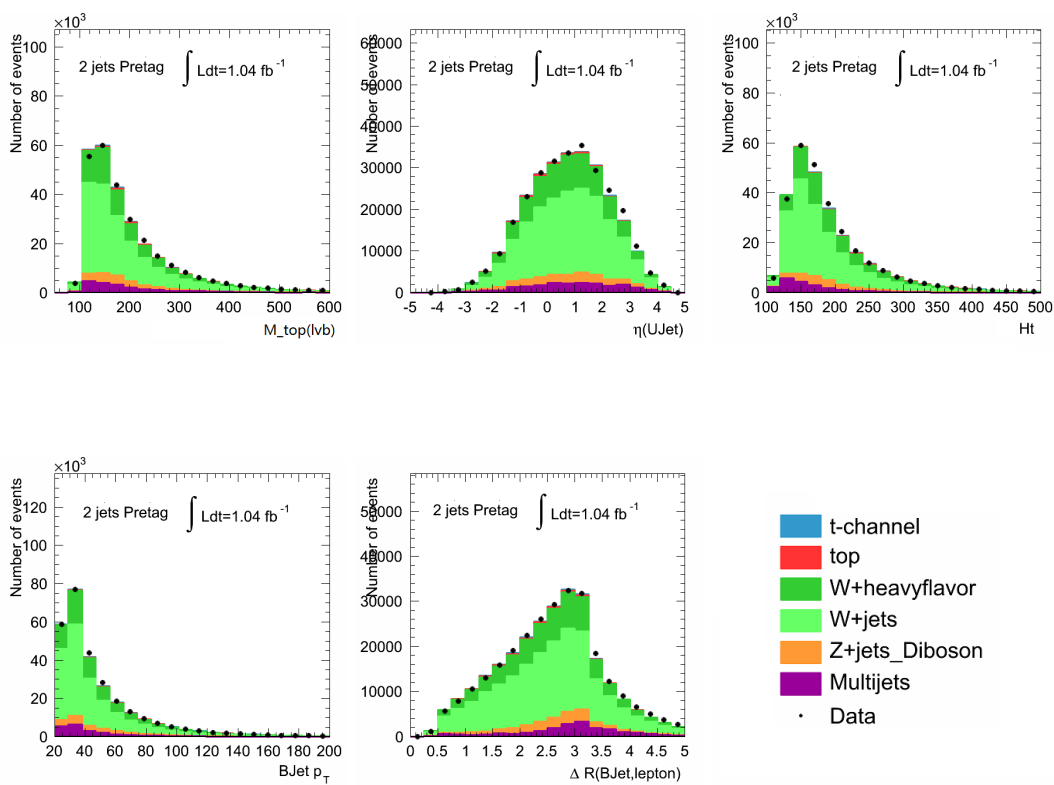 ×10³
Number of events
100
80
60
40
20
0
2 jets Pretag ∫ Ldt=1.04 fb⁻¹
100 200 300 400 500 600
M_top(lvb)
Number of events
60000
50000
40000
30000
20000
10000
0
2 jets Pretag ∫ Ldt=1.04 fb⁻¹
-5 -4 -3 -2 -1 0 1 2 3 4 5
η(UJet)
×10³
Number of events
100
80
60
40
20
0
2 jets Pretag ∫ Ldt=1.04 fb⁻¹
100 150 200 250 300 350 400 450 500
Ht
×10³
Number of events
120
100
80
60
40
20
0
2 jets Pretag ∫ Ldt=1.04 fb⁻¹
20 40 60 80 100 120 140 160 180 200
BJet p_T
Number of events
50000
40000
30000
20000
10000
0
2 jets Pretag ∫ Ldt=1.04 fb⁻¹
0 0.5 1 1.5 2 2.5 3 3.5 4 4.5 5
Δ R(BJet,lepton)
t-channel
top
W+heavyflavor
W+jets
Z+jets_Diboson
Multijets
Data